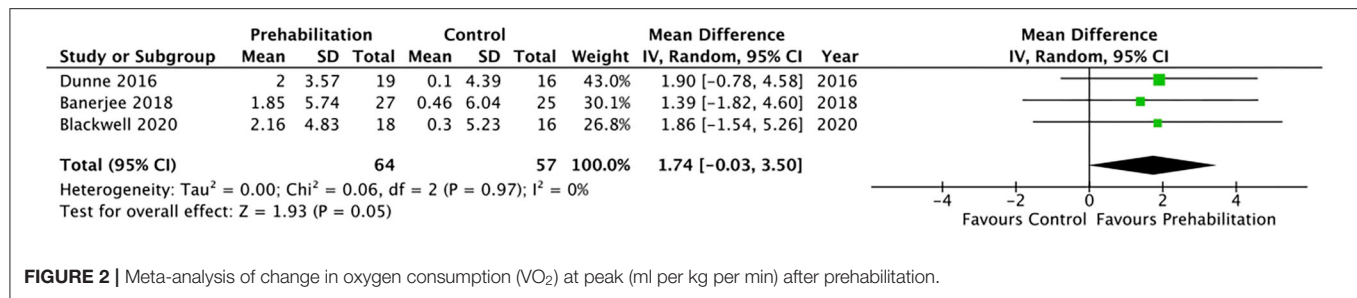 Prehabilitation Control Mean Difference Mean Difference
Study or Subgroup Mean SD Total Mean SD Total Weight IV, Random, 95% CI Year IV, Random, 95% CI
Dunne 2016 2 3.57 19 0.1 4.39 16 43.0% 1.90 [-0.78, 4.58] 2016
Banerjee 2018 1.85 5.74 27 0.46 6.04 25 30.1% 1.39 [-1.82, 4.60] 2018
Blackwell 2020 2.16 4.83 18 0.3 5.23 16 26.8% 1.86 [-1.54, 5.26] 2020
Total (95% CI) 64 57 100.0% 1.74 [-0.03, 3.50]
Heterogeneity: Tau² = 0.00; Chi² = 0.06, df = 2 (P = 0.97); I² = 0%
Test for overall effect: Z = 1.93 (P = 0.05)
-4 -2 0 2 4
Favours Control Favours Prehabilitation
FIGURE 2 | Meta-analysis of change in oxygen consumption (VO₂) at peak (ml per kg per min) after prehabilitation.